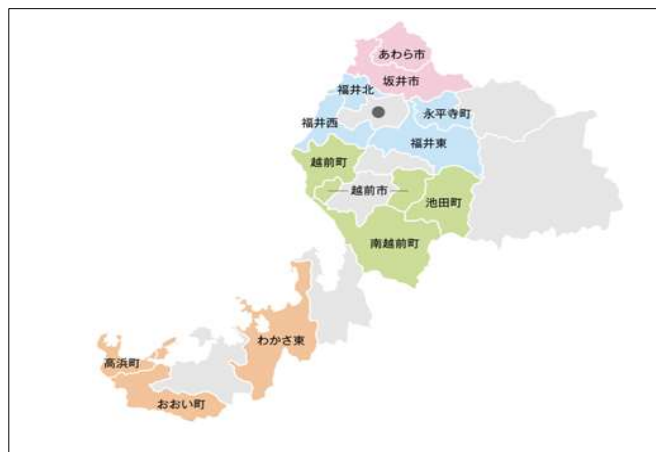 あわら市
坂井市
福井北
永平寺町
福井西
福井東
越前町
越前市
池田町
南越前町
わかさ東
高浜町
おおい町